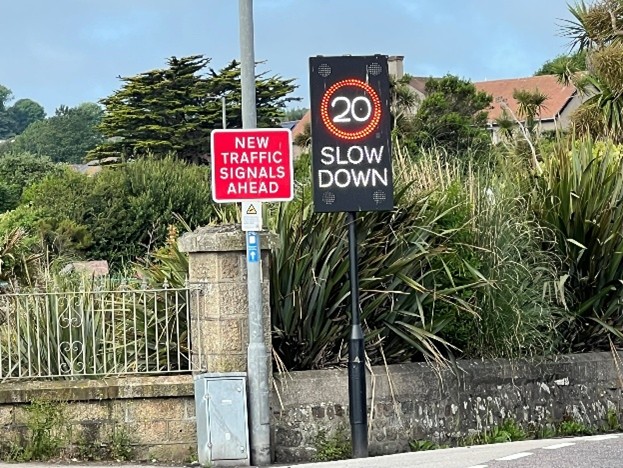 NEW
TRAFFIC
SIGNALS
AHEAD
20
SLOW
DOWN